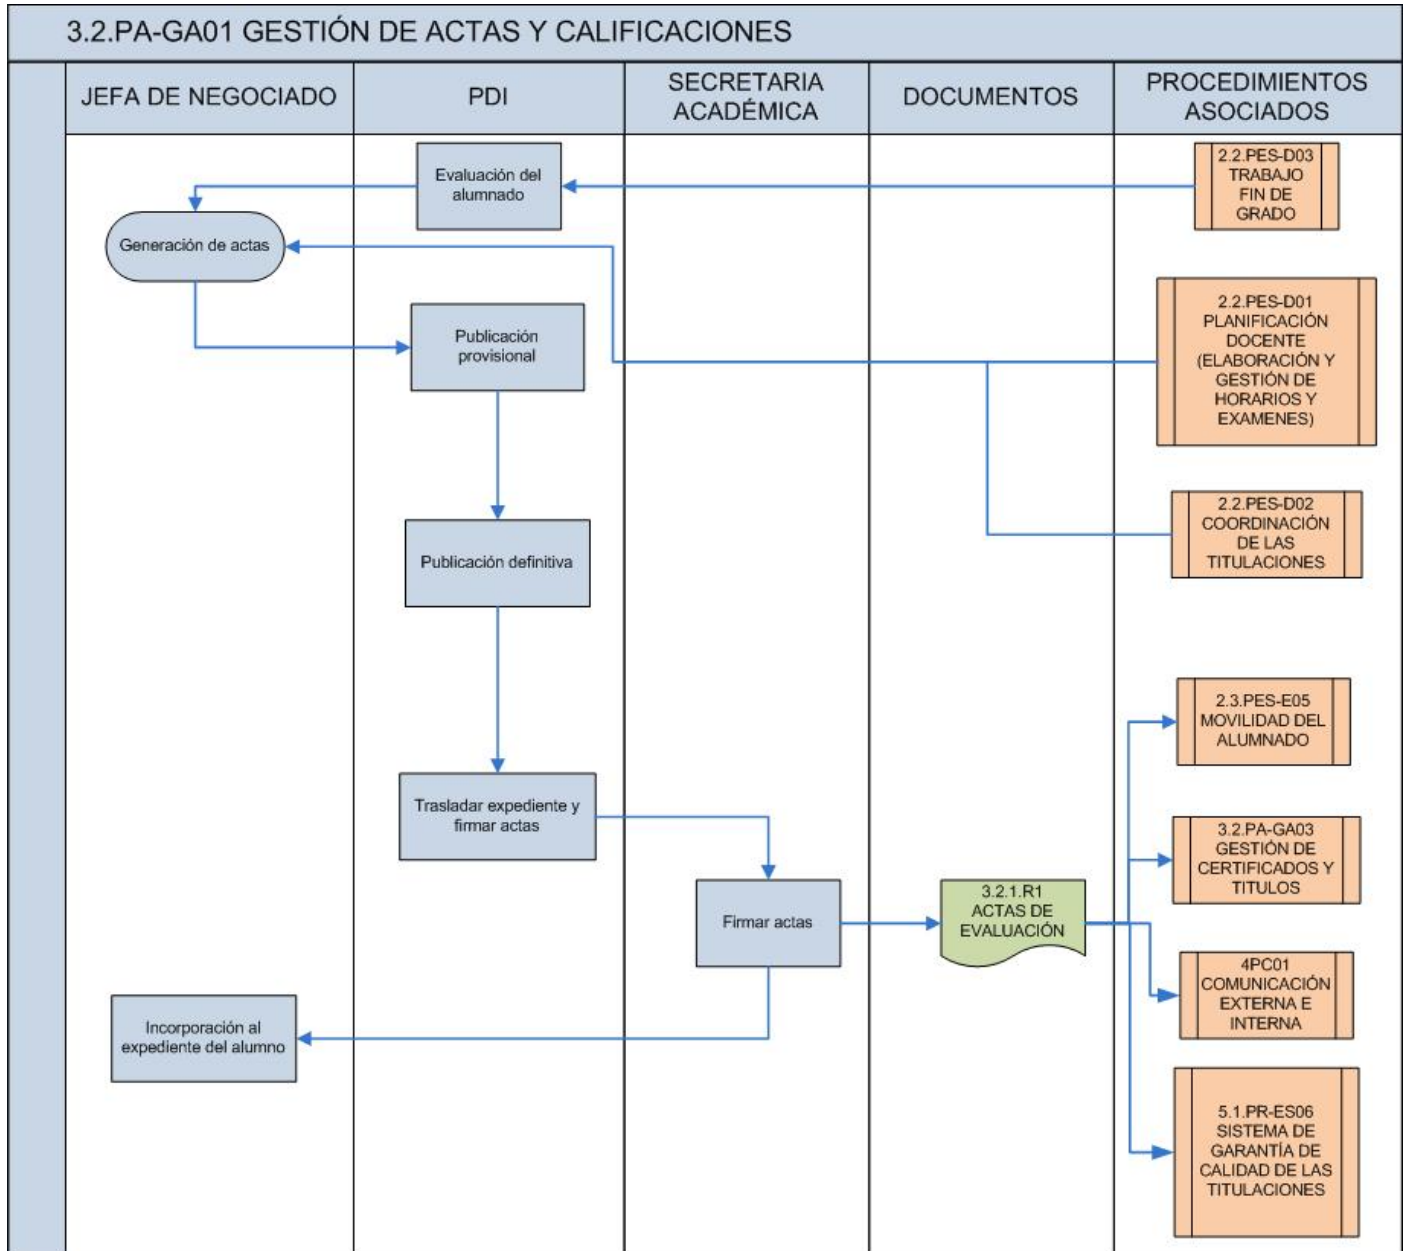 3.2.PA-GA01 GESTIÓN DE ACTAS Y CALIFICACIONES
JEFA DE NEGOCIADO
PDI
SECRETARIA
ACADÉMICA
DOCUMENTOS
PROCEDIMIENTOS
ASOCIADOS
Evaluación del
alumnado
2.2.PES-D03
TRABAJO
FIN DE
GRADO
Generación de actas
Publicación
provisional
2.2.PES-D01
PLANIFICACIÓN
DOCENTE
(ELABORACIÓN Y
GESTIÓN DE
HORARIOS Y
EXAMENES)
Publicación definitiva
2.2.PES-D02
COORDINACIÓN
DE LAS
TITULACIONES
2.3.PES-E05
MOVILIDAD DEL
ALUMNADO
Trasladar expediente y
firmar actas
3.2.PA-GA03
GESTIÓN DE
CERTIFICADOS Y
TITULOS
Firmar actas
3.2.1.R1
ACTAS DE
EVALUACIÓN
4PC01
COMUNICACIÓN
EXTERNA E
INTERNA
Incorporación al
expediente del alumno
5.1.PR-ES06
SISTEMA DE
GARANTÍA DE
CALIDAD DE LAS
TITULACIONES